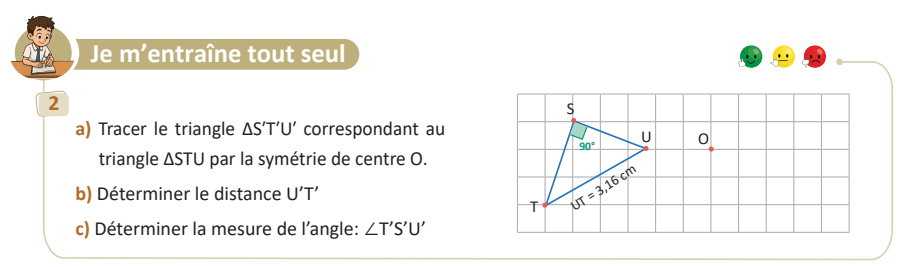 Je m’entraîne tout seul
2
a) Tracer le triangle ΔS’T’U’ correspondant au
triangle ΔSTU par la symétrie de centre O.
b) Déterminer le distance U’T’
c) Déterminer la mesure de l’angle: ∠T’S’U’
S
90°
U
O
T
UT = 3,16 cm